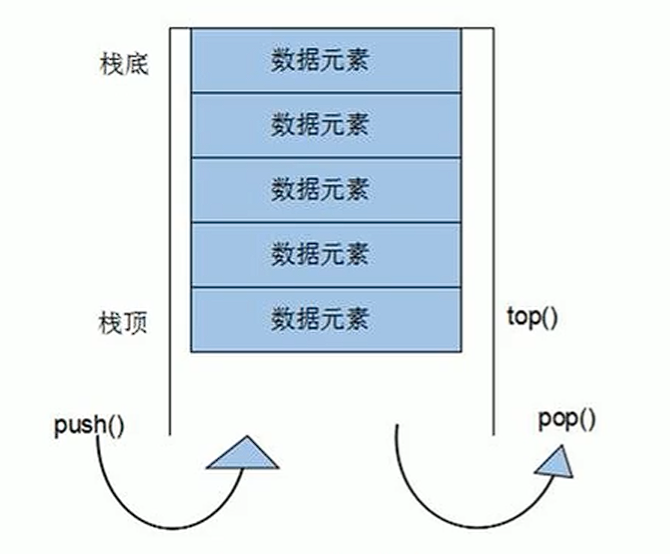 栈底
数据元素
数据元素
数据元素
数据元素
栈顶
数据元素
top()
push()
pop()